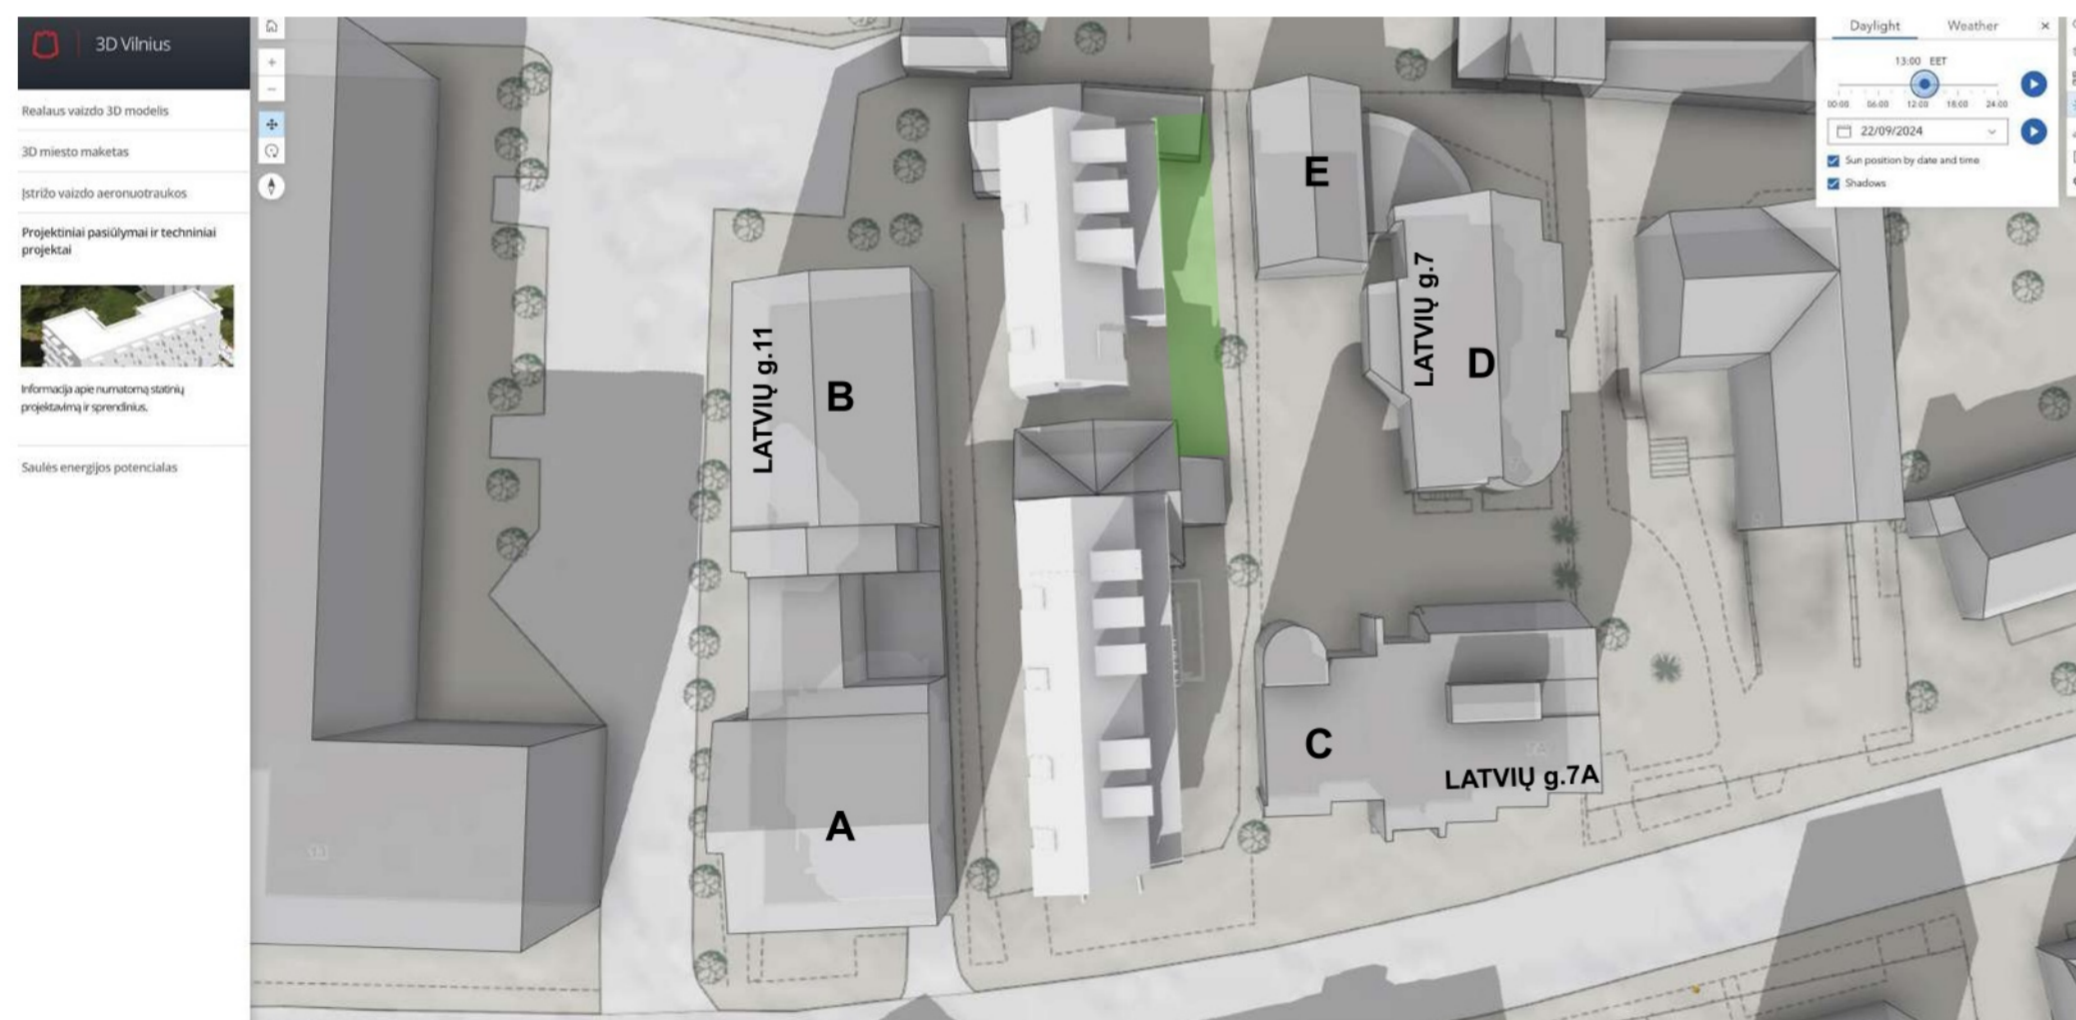 3D Vilnius
Realaus vaizdo 3D modelis
3D miesto maketas
Įstrižo vaizdo aeronuotraukos
Projektiniai pasiūlymai ir techniniai
projektai
Informacija apie numatomą statinių
projektavimą ir sprendinius.
Saulės energijos potencialas
Daylight Weather
13:00 EET
00:00 06:00 12:00 18:00 24:00
22/09/2024
Sun position by date and time
Shadows
E
LATVIŲ g.7
D
LATVIŲ g.11
B
C
LATVIŲ g.7A
A
13